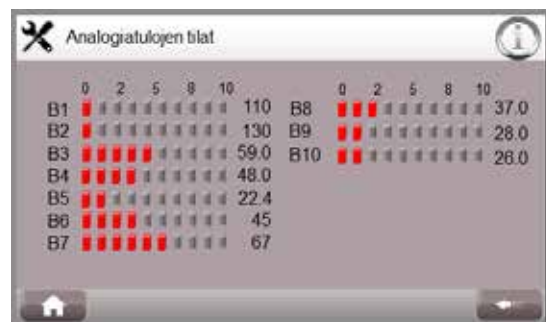 Analogiatulojen tilat
0 2 5 8 10
B1 110
B2 130
B3 59.0
B4 48.0
B5 22.4
B6 45
B7 67
0 2 5 8 10
B8 37.0
B9 28.0
B10 26.0